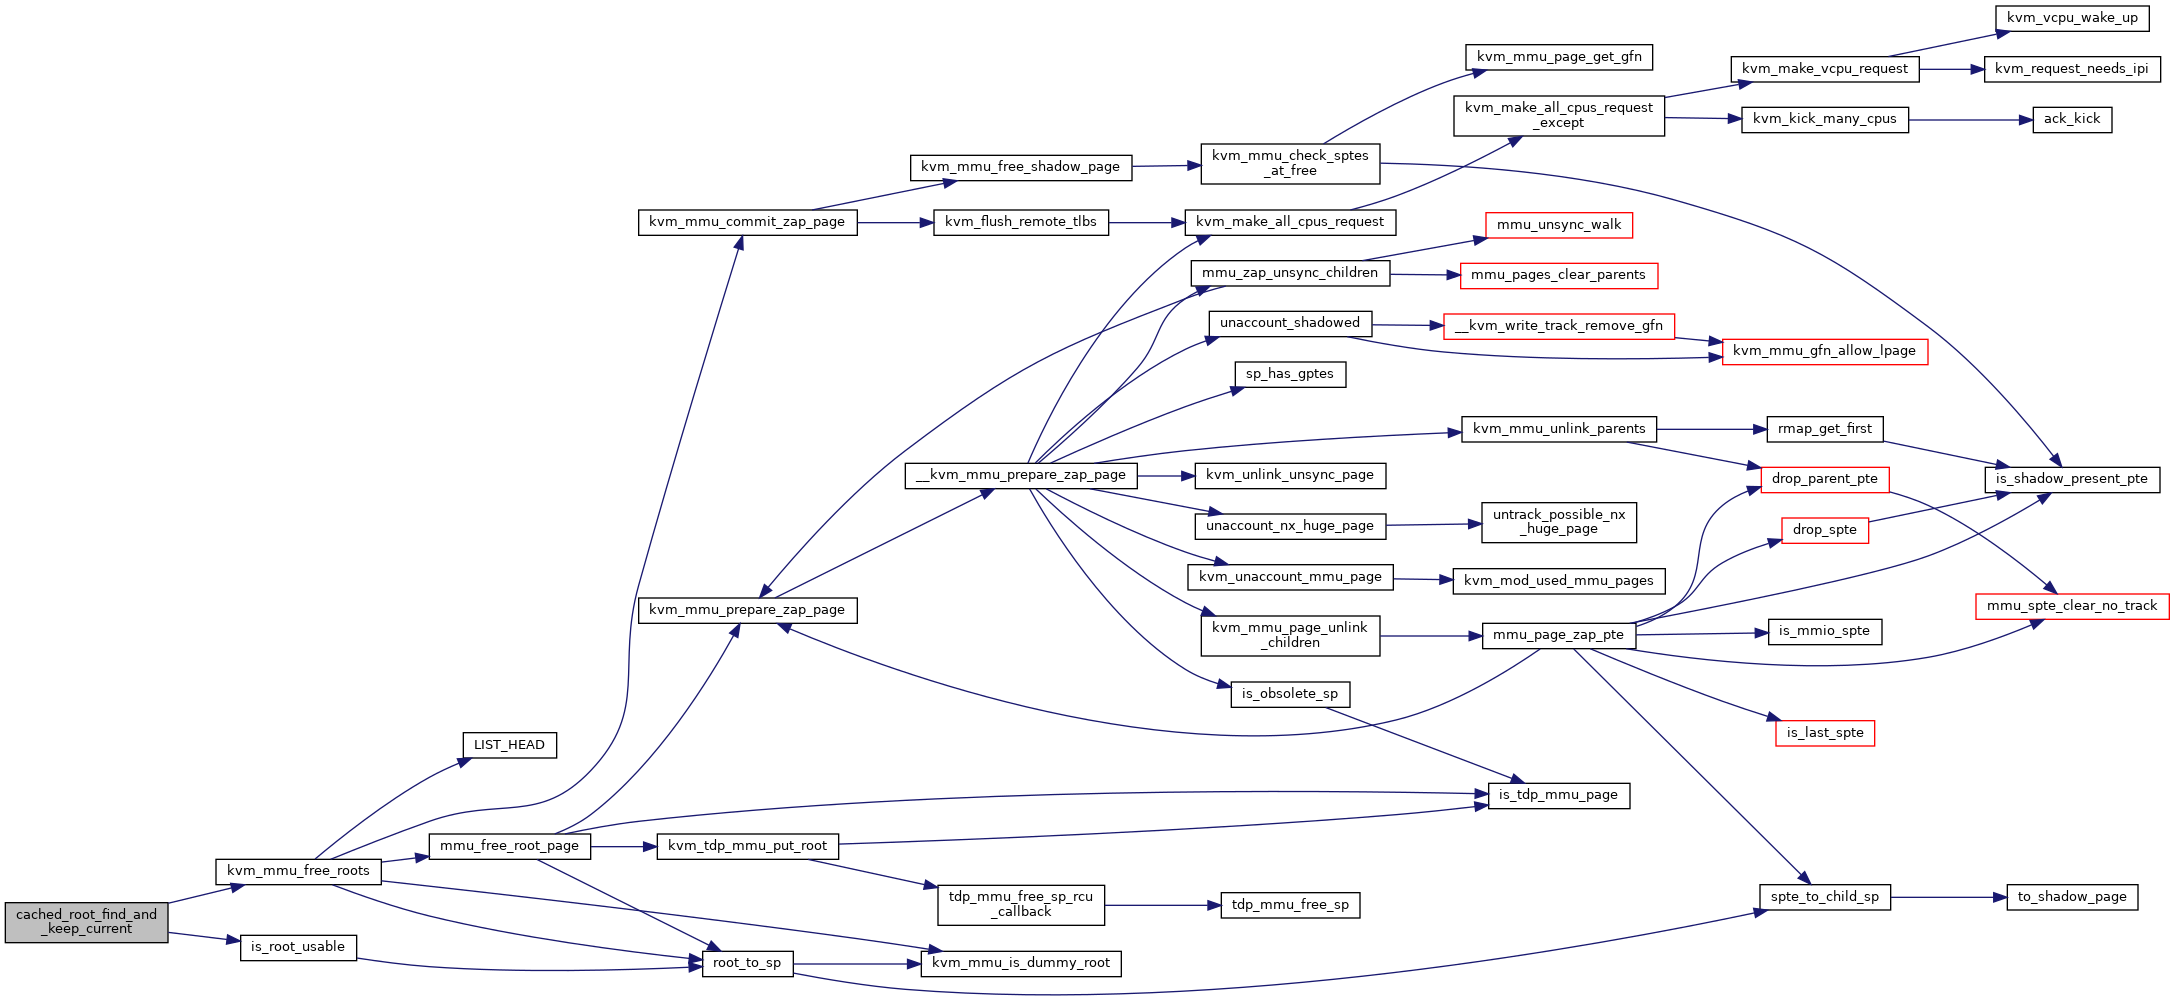 kvm_vcpu_wake_up
kvm_mmu_page_get_gfn
kvm_make_vcpu_request
kvm_request_needs_ipi
kvm_make_all_cpus_request
_except
kvm_kick_many_cpus
ack_kick
kvm_mmu_free_shadow_page
kvm_mmu_check_sptes
_at_free
kvm_mmu_commit_zap_page
kvm_flush_remote_tlbs
kvm_make_all_cpus_request
mmu_unsync_walk
mmu_zap_unsync_children
mmu_pages_clear_parents
unaccount_shadowed
__kvm_write_track_remove_gfn
kvm_mmu_gfn_allow_lpage
sp_has_gptes
kvm_mmu_unlink_parents
rmap_get_first
__kvm_mmu_prepare_zap_page
kvm_unlink_unsync_page
drop_parent_pte
is_shadow_present_pte
unaccount_nx_huge_page
untrack_possible_nx
_huge_page
drop_spte
kvm_unaccount_mmu_page
kvm_mod_used_mmu_pages
kvm_mmu_prepare_zap_page
mmu_spte_clear_no_track
kvm_mmu_page_unlink
_children
mmu_page_zap_pte
is_mmio_spte
is_obsolete_sp
is_last_spte
LIST_HEAD
is_tdp_mmu_page
mmu_free_root_page
kvm_tdp_mmu_put_root
kvm_mmu_free_roots
tdp_mmu_free_sp_rcu
_callback
tdp_mmu_free_sp
spte_to_child_sp
to_shadow_page
cached_root_find_and
_keep_current
is_root_usable
root_to_sp
kvm_mmu_is_dummy_root